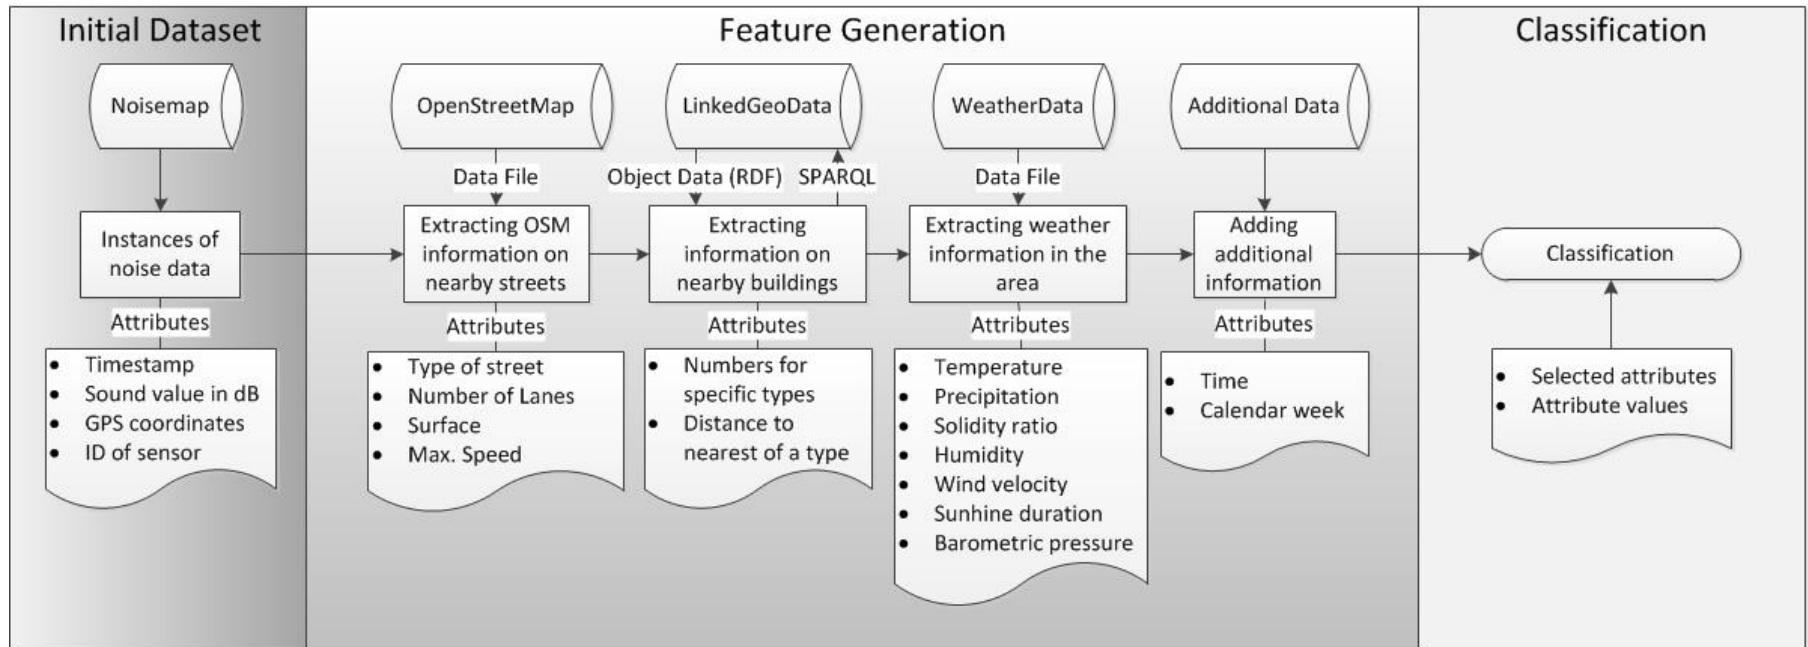 Initial Dataset
Feature Generation
Classification
Noisemap
OpenStreetMap
LinkedGeoData
WeatherData
Additional Data
Data File
Object Data (RDF)
SPARQL
Data File
Instances of
noise data
Extracting OSM
information on
nearby streets
Extracting
information on
nearby buildings
Extracting weather
information in the
area
Adding
additional
information
Classification
Attributes
Attributes
Attributes
Attributes
Attributes
• Timestamp
• Sound value in dB
• GPS coordinates
• ID of sensor
• Type of street
• Number of Lanes
• Surface
• Max. Speed
• Numbers for
specific types
• Distance to
nearest of a type
• Temperature
• Precipitation
• Solidity ratio
• Humidity
• Wind velocity
• Sunhine duration
• Barometric pressure
• Time
• Calendar week
• Selected attributes
• Attribute values